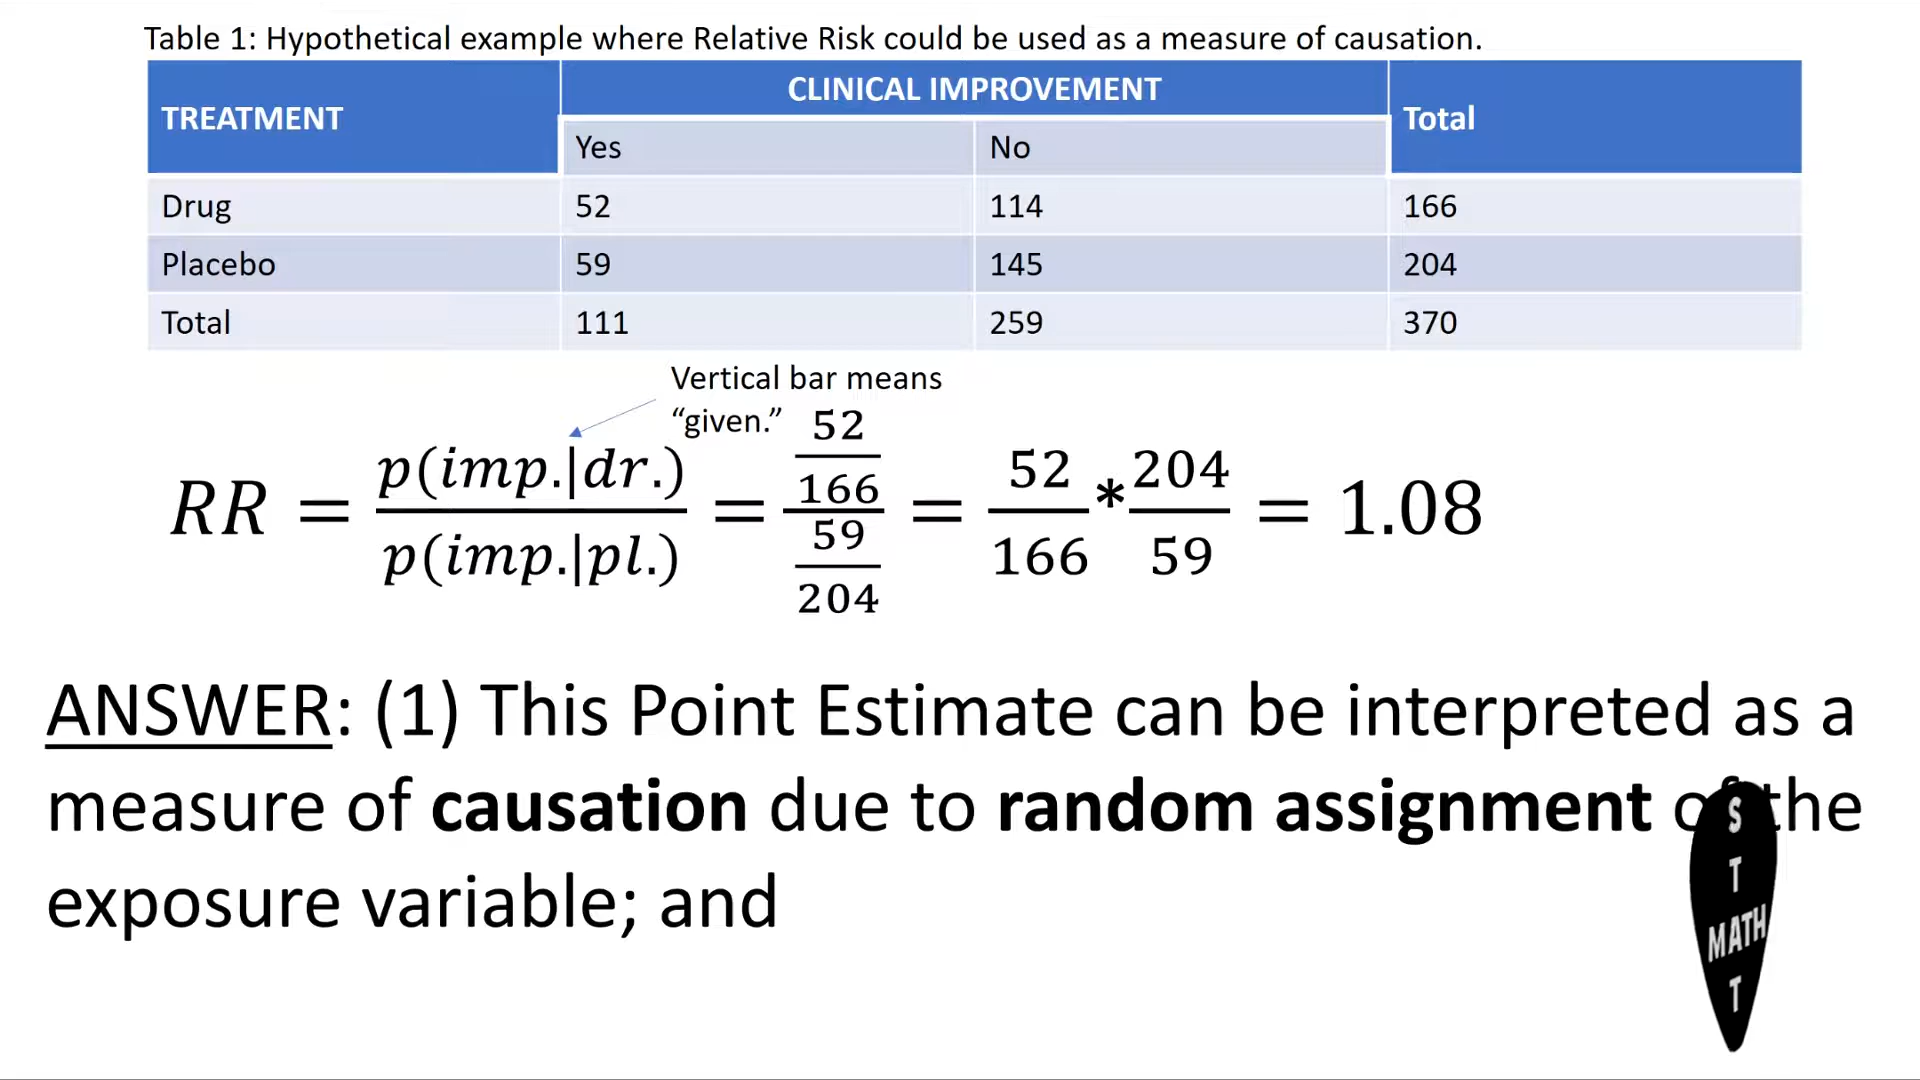 Table 1: Hypothetical example where Relative Risk could be used as a measure of causation.
TREATMENT CLINICAL IMPROVEMENT Total
Yes No
Drug 52 114 166
Placebo 59 145 204
Total 111 259 370
Vertical bar means
“given.”
RR = p(imp.|dr.) / p(imp.|pl.) = (52/166) / (59/204) = 52/166 * 204/59 = 1.08
ANSWER: (1) This Point Estimate can be interpreted as a
measure of causation due to random assignment of the
exposure variable; and
S
T
MATH
T